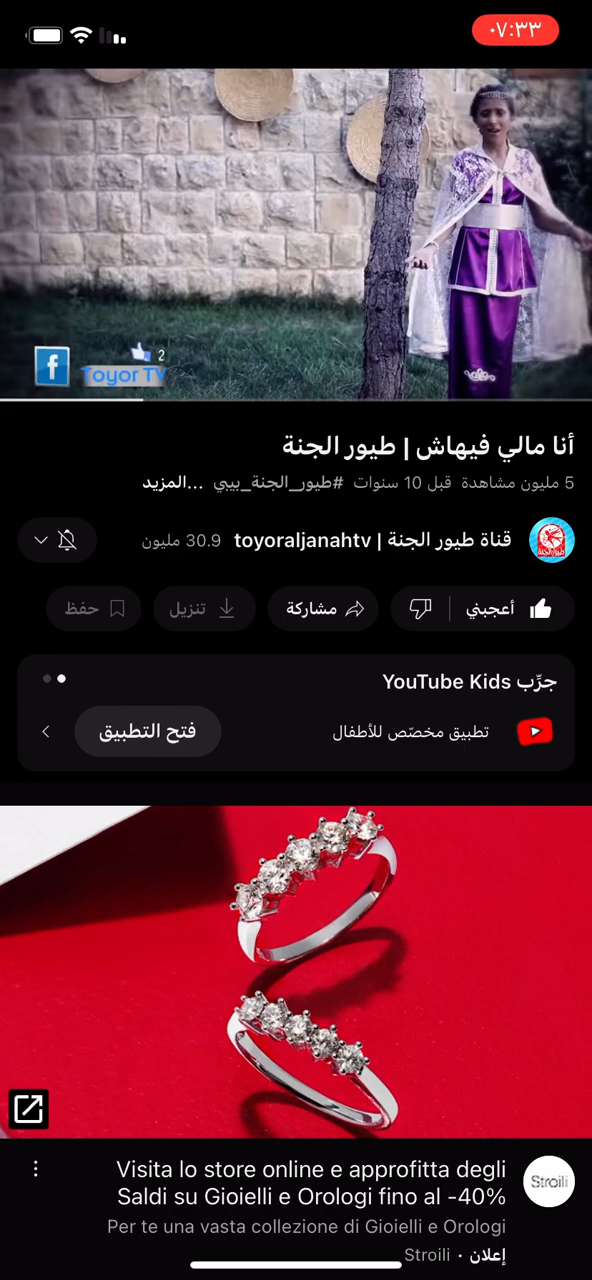 ٠٧:٣٣
2
Toyor TV
أنا مالي فيهاش | طيور الجنة
5 مليون مشاهدة قبل 10 سنوات #طيور_الجنة_بيبي ...المزيد
قناة طيور الجنة | toyoraljanahtv 30.9 مليون
أعجبني
مشاركة
تنزيل
حفظ
جرِّب YouTube Kids
تطبيق مخصّص للأطفال
فتح التطبيق
Visita lo store online e approfitta degli
Saldi su Gioielli e Orologi fino al -40%
Stroili
Per te una vasta collezione di Gioielli e Orologi
إعلان · Stroili